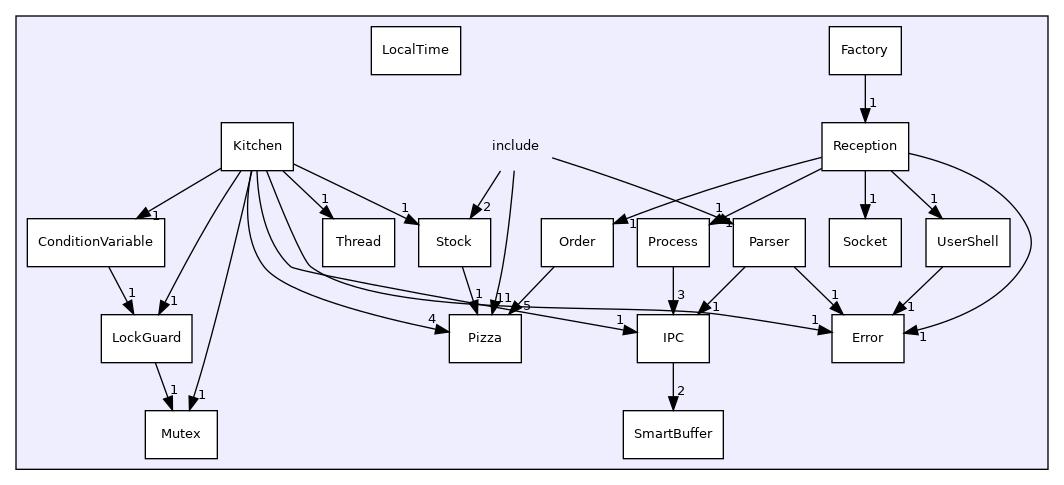 LocalTime
Factory
1
Kitchen
include
Reception
1
1
1
2
1
1
1
1
1
ConditionVariable
Thread
Stock
Order
Process
Parser
Socket
UserShell
1
1
1
11
5
3
1
1
1
4
1
1
1
LockGuard
Pizza
IPC
Error
1
1
2
Mutex
SmartBuffer